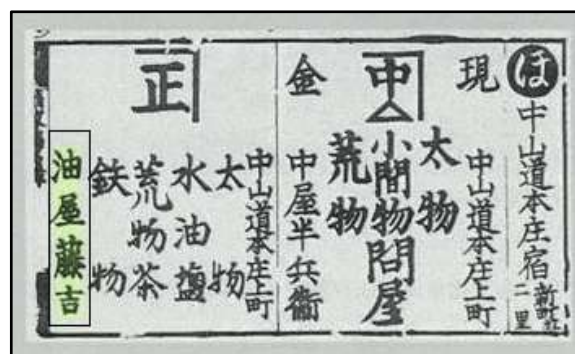 ほ 中山道本庄宿
二里
現 中 金
中山道本庄上町
太物
小間物問屋
荒物
中屋半兵衛
正
中山道本庄上町
太物
水油塩
荒物茶
鉄物
油屋藤吉